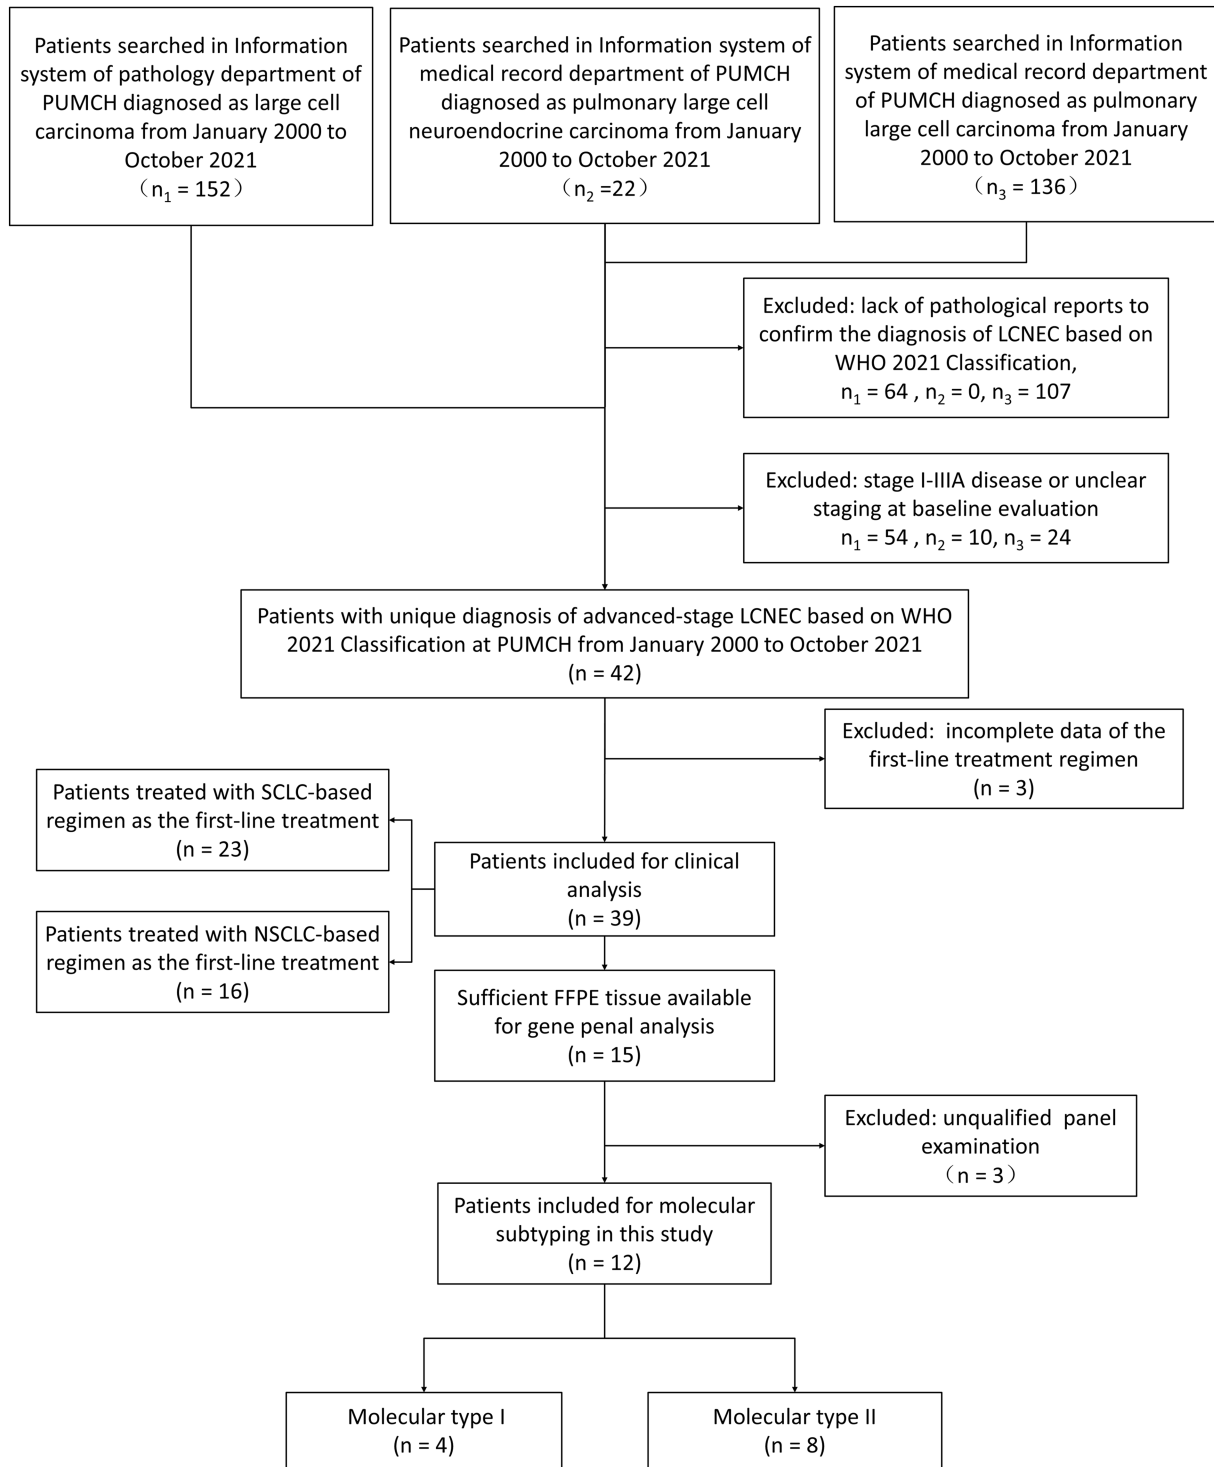 Patients searched in Information
system of pathology department of
PUMCH diagnosed as large cell
carcinoma from January 2000 to
October 2021
（n₁ = 152）
Patients searched in Information system of
medical record department of PUMCH
diagnosed as pulmonary large cell
neuroendocrine carcinoma from January
2000 to October 2021
（n₂ =22）
Patients searched in Information
system of medical record department
of PUMCH diagnosed as pulmonary
large cell carcinoma from January
2000 to October 2021
（n₃ = 136）
Excluded: lack of pathological reports to
confirm the diagnosis of LCNEC based on
WHO 2021 Classification,
n₁ = 64 , n₂ = 0, n₃ = 107
Excluded: stage I-IIIA disease or unclear
staging at baseline evaluation
n₁ = 54 , n₂ = 10, n₃ = 24
Patients with unique diagnosis of advanced-stage LCNEC based on WHO
2021 Classification at PUMCH from January 2000 to October 2021
(n = 42)
Excluded:  incomplete data of the
first-line treatment regimen
(n = 3)
Patients treated with SCLC-based
regimen as the first-line treatment
(n = 23)
Patients included for clinical
analysis
(n = 39)
Patients treated with NSCLC-based
regimen as the first-line treatment
(n = 16)
Sufficient FFPE tissue available
for gene penal analysis
(n = 15)
Excluded: unqualified  panel
examination
（n = 3）
Patients included for molecular
subtyping in this study
(n = 12)
Molecular type I
(n = 4)
Molecular type II
(n = 8)